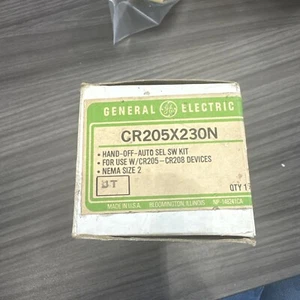 GENERAL GE ELECTRIC
CR205X230N
• HAND-OFF-AUTO SEL SW KIT
• FOR USE W/CR205-CR208 DEVICES
• NEMA SIZE 2
QTY 1
MADE IN U.S.A. BLOOMINGTON, ILLINOIS